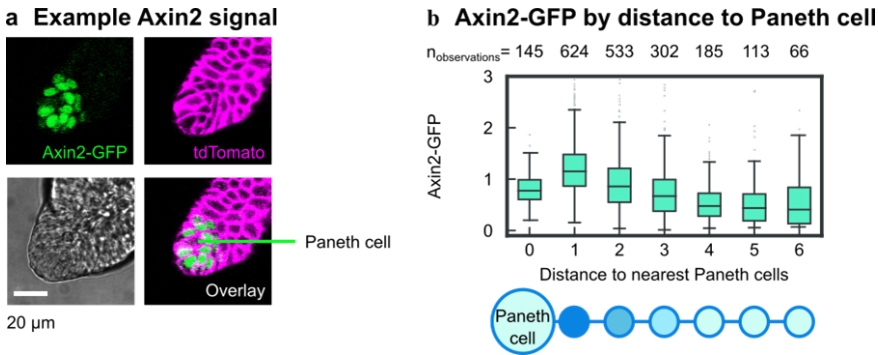 a Example Axin2 signal
Axin2-GFP
tdTomato
Overlay
Paneth cell
20 µm
b Axin2-GFP by distance to Paneth cell
nobservations= 145 624 533 302 185 113 66
Axin2-GFP
3
2
1
0
0 1 2 3 4 5 6
Distance to nearest Paneth cells
Paneth
cell